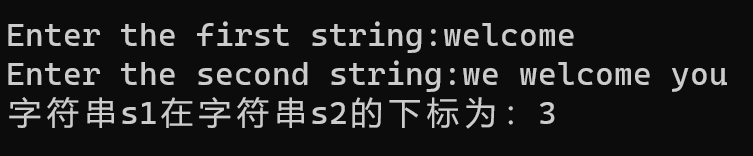 Enter the first string:welcome
Enter the second string:we welcome you
字符串s1在字符串s2的下标为：3